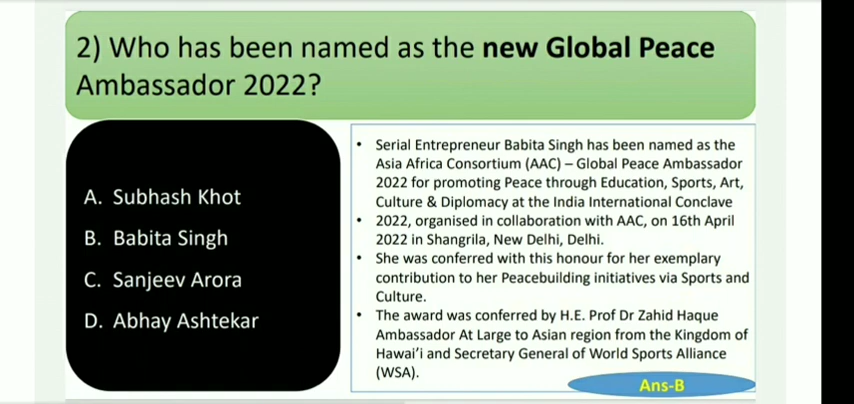 2) Who has been named as the new Global Peace
Ambassador 2022?
A. Subhash Khot
B. Babita Singh
C. Sanjeev Arora
D. Abhay Ashtekar
• Serial Entrepreneur Babita Singh has been named as the
Asia Africa Consortium (AAC) – Global Peace Ambassador
2022 for promoting Peace through Education, Sports, Art,
Culture & Diplomacy at the India International Conclave
• 2022, organised in collaboration with AAC, on 16th April
2022 in Shangrila, New Delhi, Delhi.
• She was conferred with this honour for her exemplary
contribution to her Peacebuilding initiatives via Sports and
Culture.
• The award was conferred by H.E. Prof Dr Zahid Haque
Ambassador At Large to Asian region from the Kingdom of
Hawai'i and Secretary General of World Sports Alliance
(WSA).
Ans-B